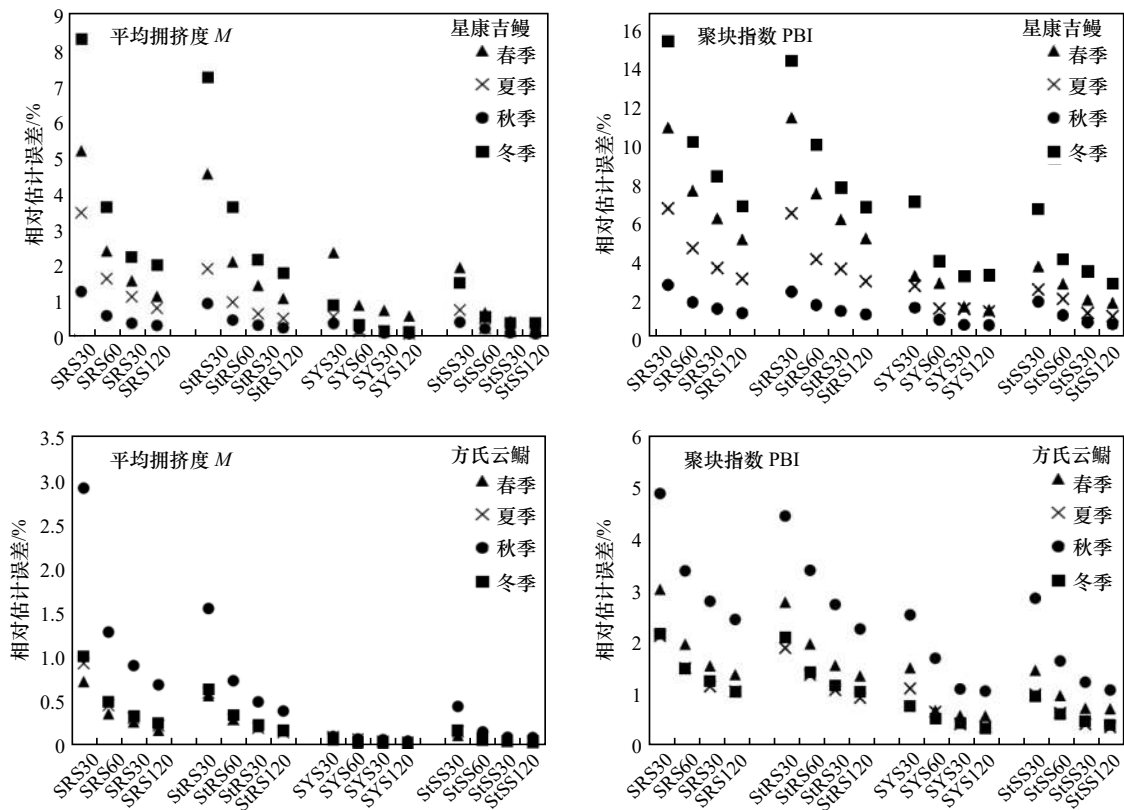 9
8
7
6
5
4
3
2
1
0
相对估计误差/%
平均拥挤度 M
星康吉鳗
春季
夏季
秋季
冬季
SRS30
SRS60
SRS30
SRS120
StRS30
StRS60
StRS30
StRS120
SYS30
SYS60
SYS30
SYS120
StSS30
StSS60
StSS30
StSS120
16
14
12
10
8
6
4
2
0
相对估计误差/%
聚块指数 PBI
星康吉鳗
春季
夏季
秋季
冬季
SRS30
SRS60
SRS30
SRS120
StRS30
StRS60
StRS30
StRS120
SYS30
SYS60
SYS30
SYS120
StSS30
StSS60
StSS30
StSS120
3.5
3.0
2.5
2.0
1.5
1.0
0.5
0
相对估计误差/%
平均拥挤度 M
方氏云鳚
春季
夏季
秋季
冬季
SRS30
SRS60
SRS30
SRS120
StRS30
StRS60
StRS30
StRS120
SYS30
SYS60
SYS30
SYS120
StSS30
StSS60
StSS30
StSS120
6
5
4
3
2
1
0
相对估计误差/%
聚块指数 PBI
方氏云鳚
春季
夏季
秋季
冬季
SRS30
SRS60
SRS30
SRS120
StRS30
StRS60
StRS30
StRS120
SYS30
SYS60
SYS30
SYS120
StSS30
StSS60
StSS30
StSS120